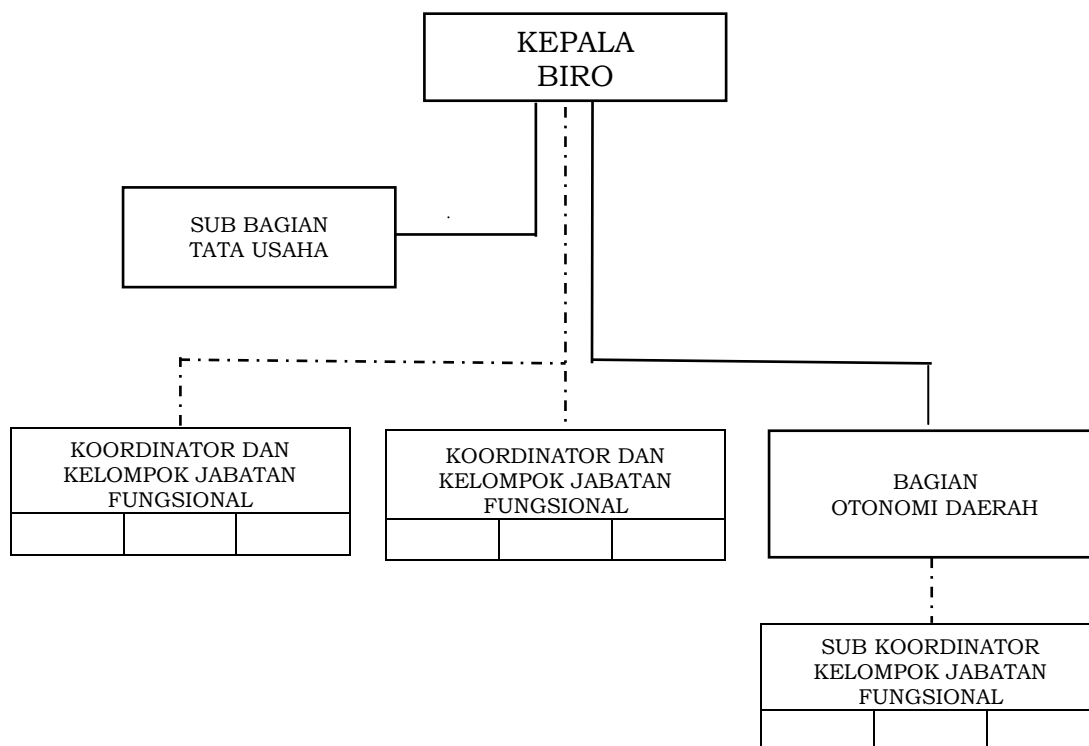 KEPALA
BIRO
SUB BAGIAN
TATA USAHA
KOORDINATOR DAN
KELOMPOK JABATAN
FUNGSIONAL
KOORDINATOR DAN
KELOMPOK JABATAN
FUNGSIONAL
BAGIAN
OTONOMI DAERAH
SUB KOORDINATOR
KELOMPOK JABATAN
FUNGSIONAL